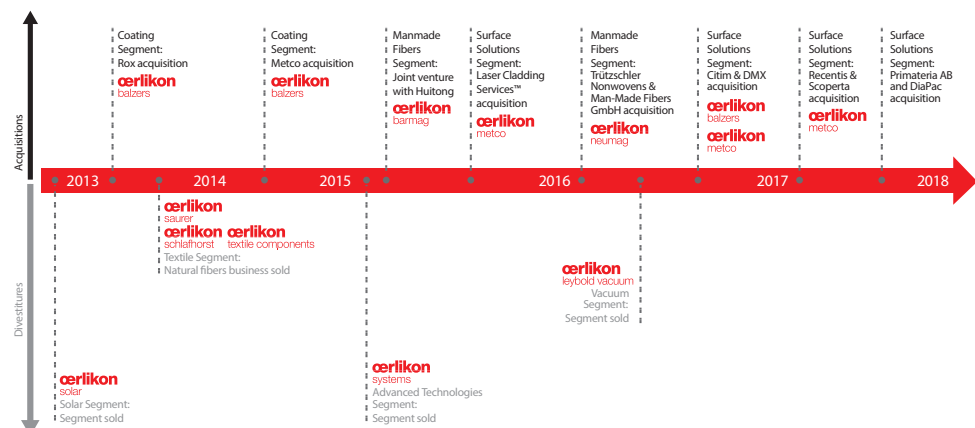 Acquisitions
Divestitures
Coating
Segment:
Rox acquisition
œrlikon
balzers
Coating
Segment:
Metco acquisition
œrlikon
balzers
Manmade
Fibers
Segment:
Joint venture
with Huitong
œrlikon
barmag
Surface
Solutions
Segment:
Laser Cladding
Services™
acquisition
œrlikon
metco
Manmade
Fibers
Segment:
Trützschler
Nonwovens &
Man-Made Fibers
GmbH acquisition
œrlikon
neumag
Surface
Solutions
Segment:
Citim & DMX
acquisition
œrlikon
balzers
œrlikon
metco
Surface
Solutions
Segment:
Recentis &
Scoperta
acquisition
œrlikon
metco
Surface
Solutions
Segment:
Primateria AB
and DiaPac
acquisition
2013 2014 2015 2016 2017 2018
œrlikon
saurer
œrlikon œrlikon
schlafhorst textile components
Textile Segment:
Natural fibers business sold
œrlikon
leybold vacuum
Vacuum
Segment:
Segment sold
œrlikon
solar
Solar Segment:
Segment sold
œrlikon
systems
Advanced Technologies
Segment:
Segment sold